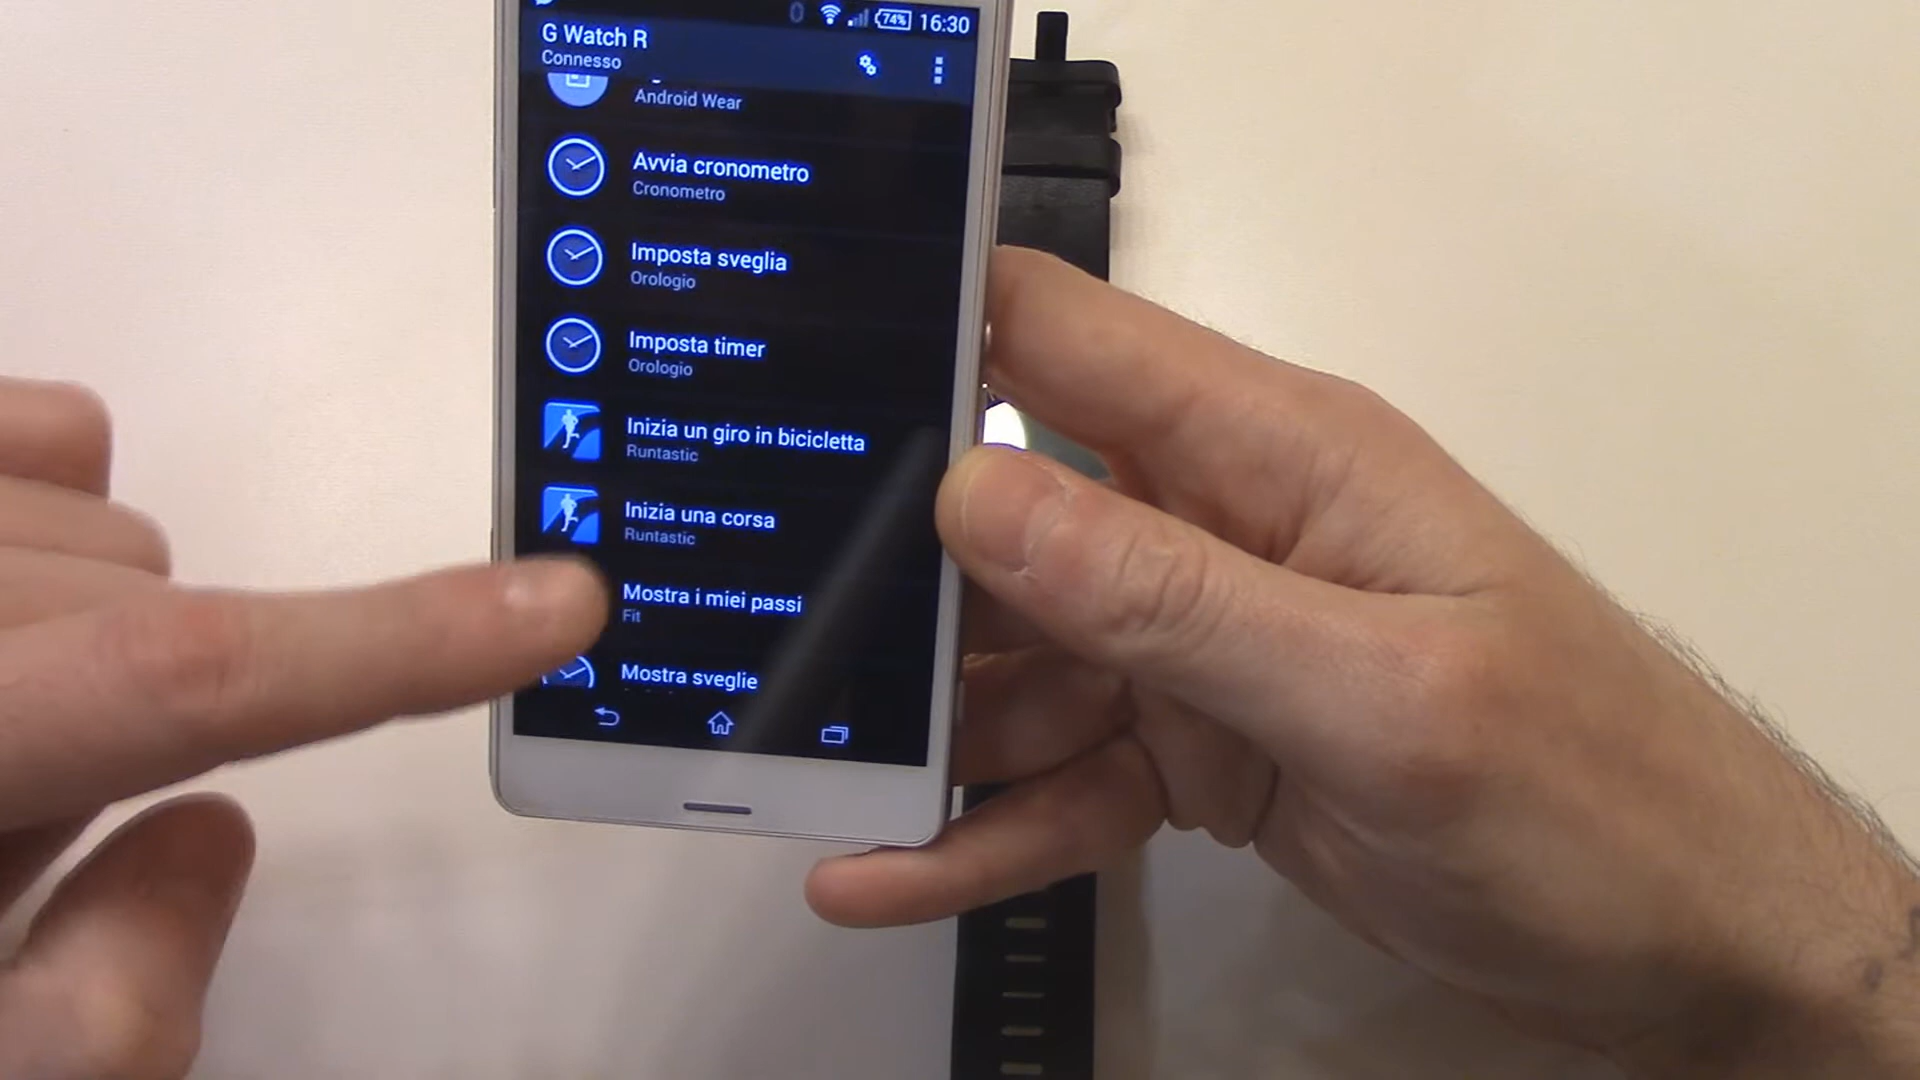 74% 16:30
G Watch R
Connesso
Android Wear
Avvia cronometro
Cronometro
Imposta sveglia
Orologio
Imposta timer
Orologio
Inizia un giro in bicicletta
Runtastic
Inizia una corsa
Runtastic
Mostra i miei passi
Fit
Mostra sveglie